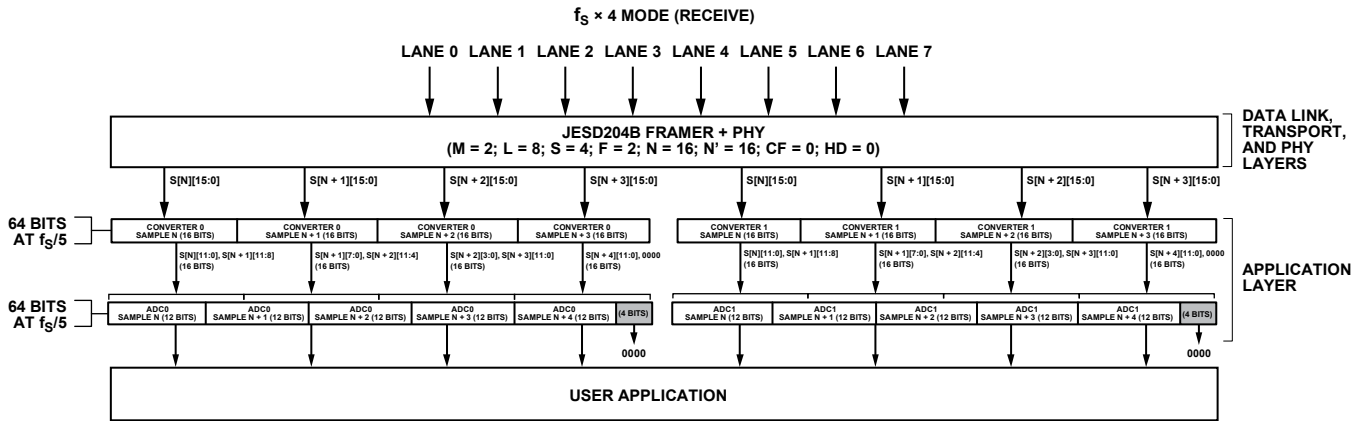 fS × 4 MODE (RECEIVE)
LANE 0 LANE 1 LANE 2 LANE 3 LANE 4 LANE 5 LANE 6 LANE 7
JESD204B FRAMER + PHY
(M = 2; L = 8; S = 4; F = 2; N = 16; N' = 16; CF = 0; HD = 0)
DATA LINK,
TRANSPORT,
AND PHY
LAYERS
S[N][15:0] S[N + 1][15:0] S[N + 2][15:0] S[N + 3][15:0] S[N][15:0] S[N + 1][15:0] S[N + 2][15:0] S[N + 3][15:0]
64 BITS
AT fS/5
CONVERTER 0 CONVERTER 0 CONVERTER 0 CONVERTER 0 CONVERTER 1 CONVERTER 1 CONVERTER 1 CONVERTER 1
SAMPLE N (16 BITS) SAMPLE N + 1 (16 BITS) SAMPLE N + 2 (16 BITS) SAMPLE N + 3 (16 BITS) SAMPLE N (16 BITS) SAMPLE N + 1 (16 BITS) SAMPLE N + 2 (16 BITS) SAMPLE N + 3 (16 BITS)
S[N][11:0], S[N + 1][11:8] S[N + 1][7:0], S[N + 2][11:4] S[N + 2][3:0], S[N + 3][11:0] S[N + 4][11:0], 0000 S[N][11:0], S[N + 1][11:8] S[N + 1][7:0], S[N + 2][11:4] S[N + 2][3:0], S[N + 3][11:0] S[N + 4][11:0], 0000
(16 BITS) (16 BITS) (16 BITS) (16 BITS) (16 BITS) (16 BITS) (16 BITS) (16 BITS)
APPLICATION
LAYER
64 BITS
AT fS/5
ADC0 ADC0 ADC0 ADC0 ADC0 ADC1 ADC1 ADC1 ADC1 ADC1
SAMPLE N (12 BITS) SAMPLE N + 1 (12 BITS) SAMPLE N + 2 (12 BITS) SAMPLE N + 3 (12 BITS) SAMPLE N + 4 (12 BITS) (4 BITS) SAMPLE N (12 BITS) SAMPLE N + 1 (12 BITS) SAMPLE N + 2 (12 BITS) SAMPLE N + 3 (12 BITS) SAMPLE N + 4 (12 BITS) (4 BITS)
0000 0000
USER APPLICATION